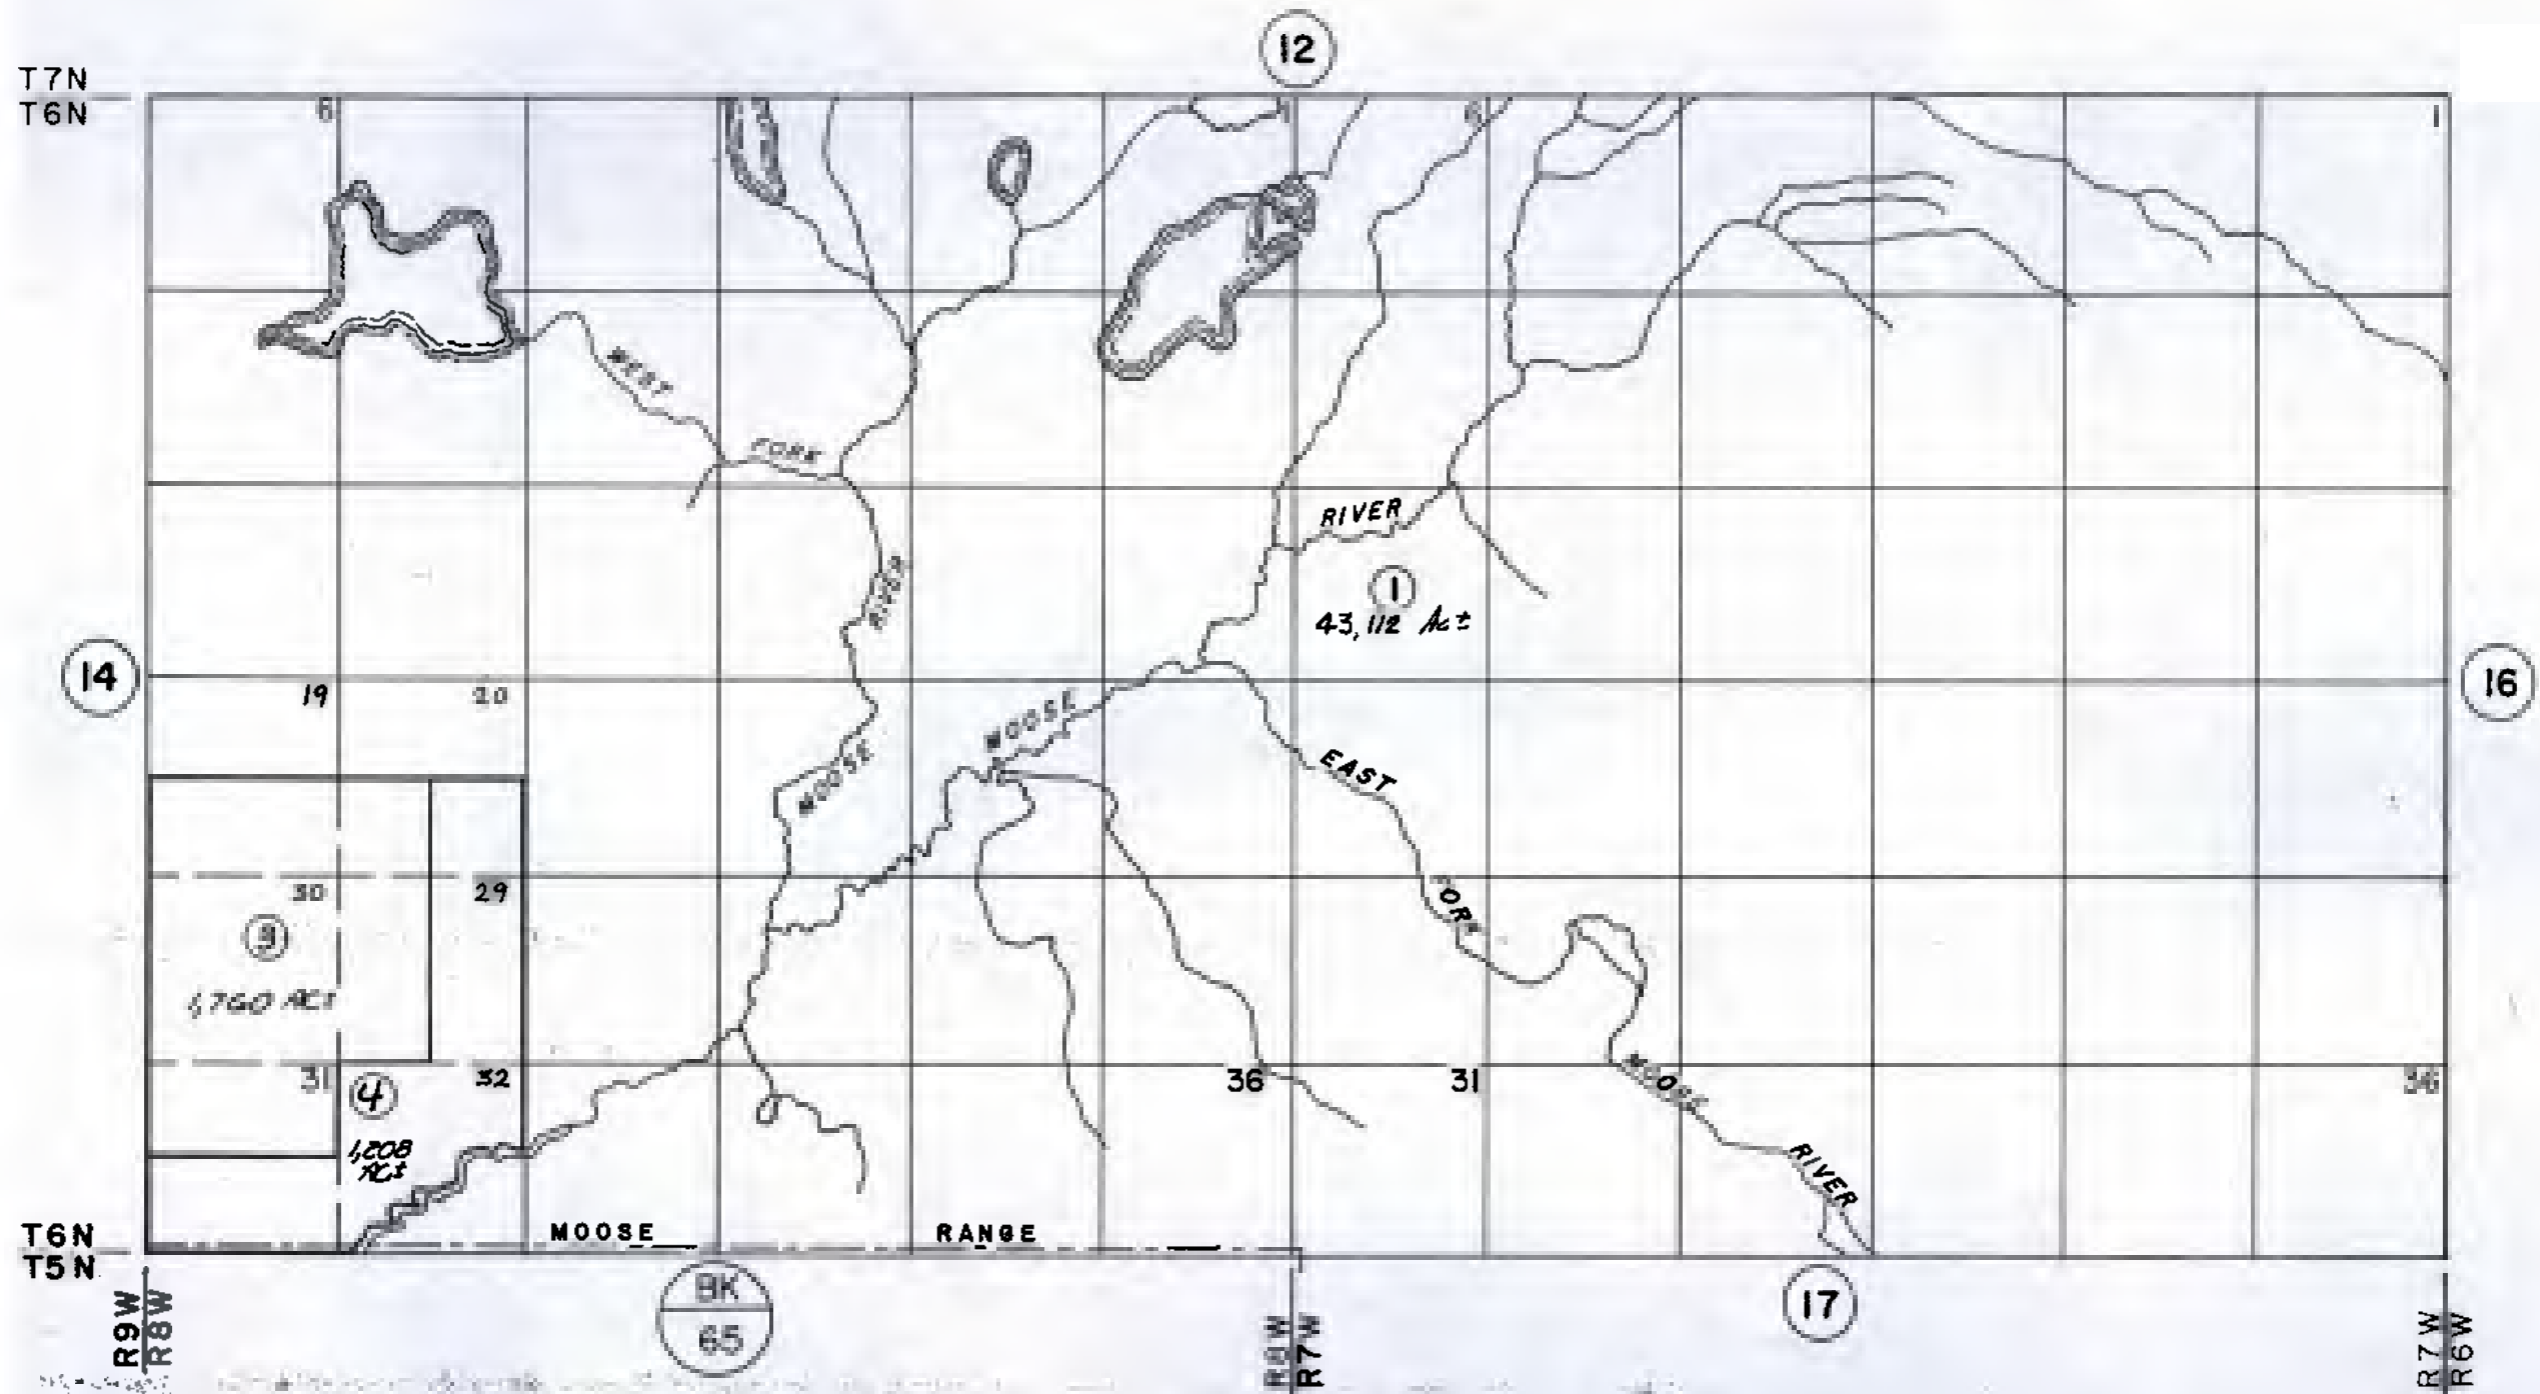 12
T7N
T6N
6
6
1
WEST
FORK
RIVER
RIVER
1
43,112 Ac ±
14
19
20
16
MOOSE
MOOSE
EAST
30
29
FORK
3
1,760 AC±
31
4
32
36
31
MOOSE
36
1,208
AC±
RIVER
T6N
T5N
MOOSE RANGE
BK
65
17
R9W
R8W
R8W
R7W
R7W
R6W